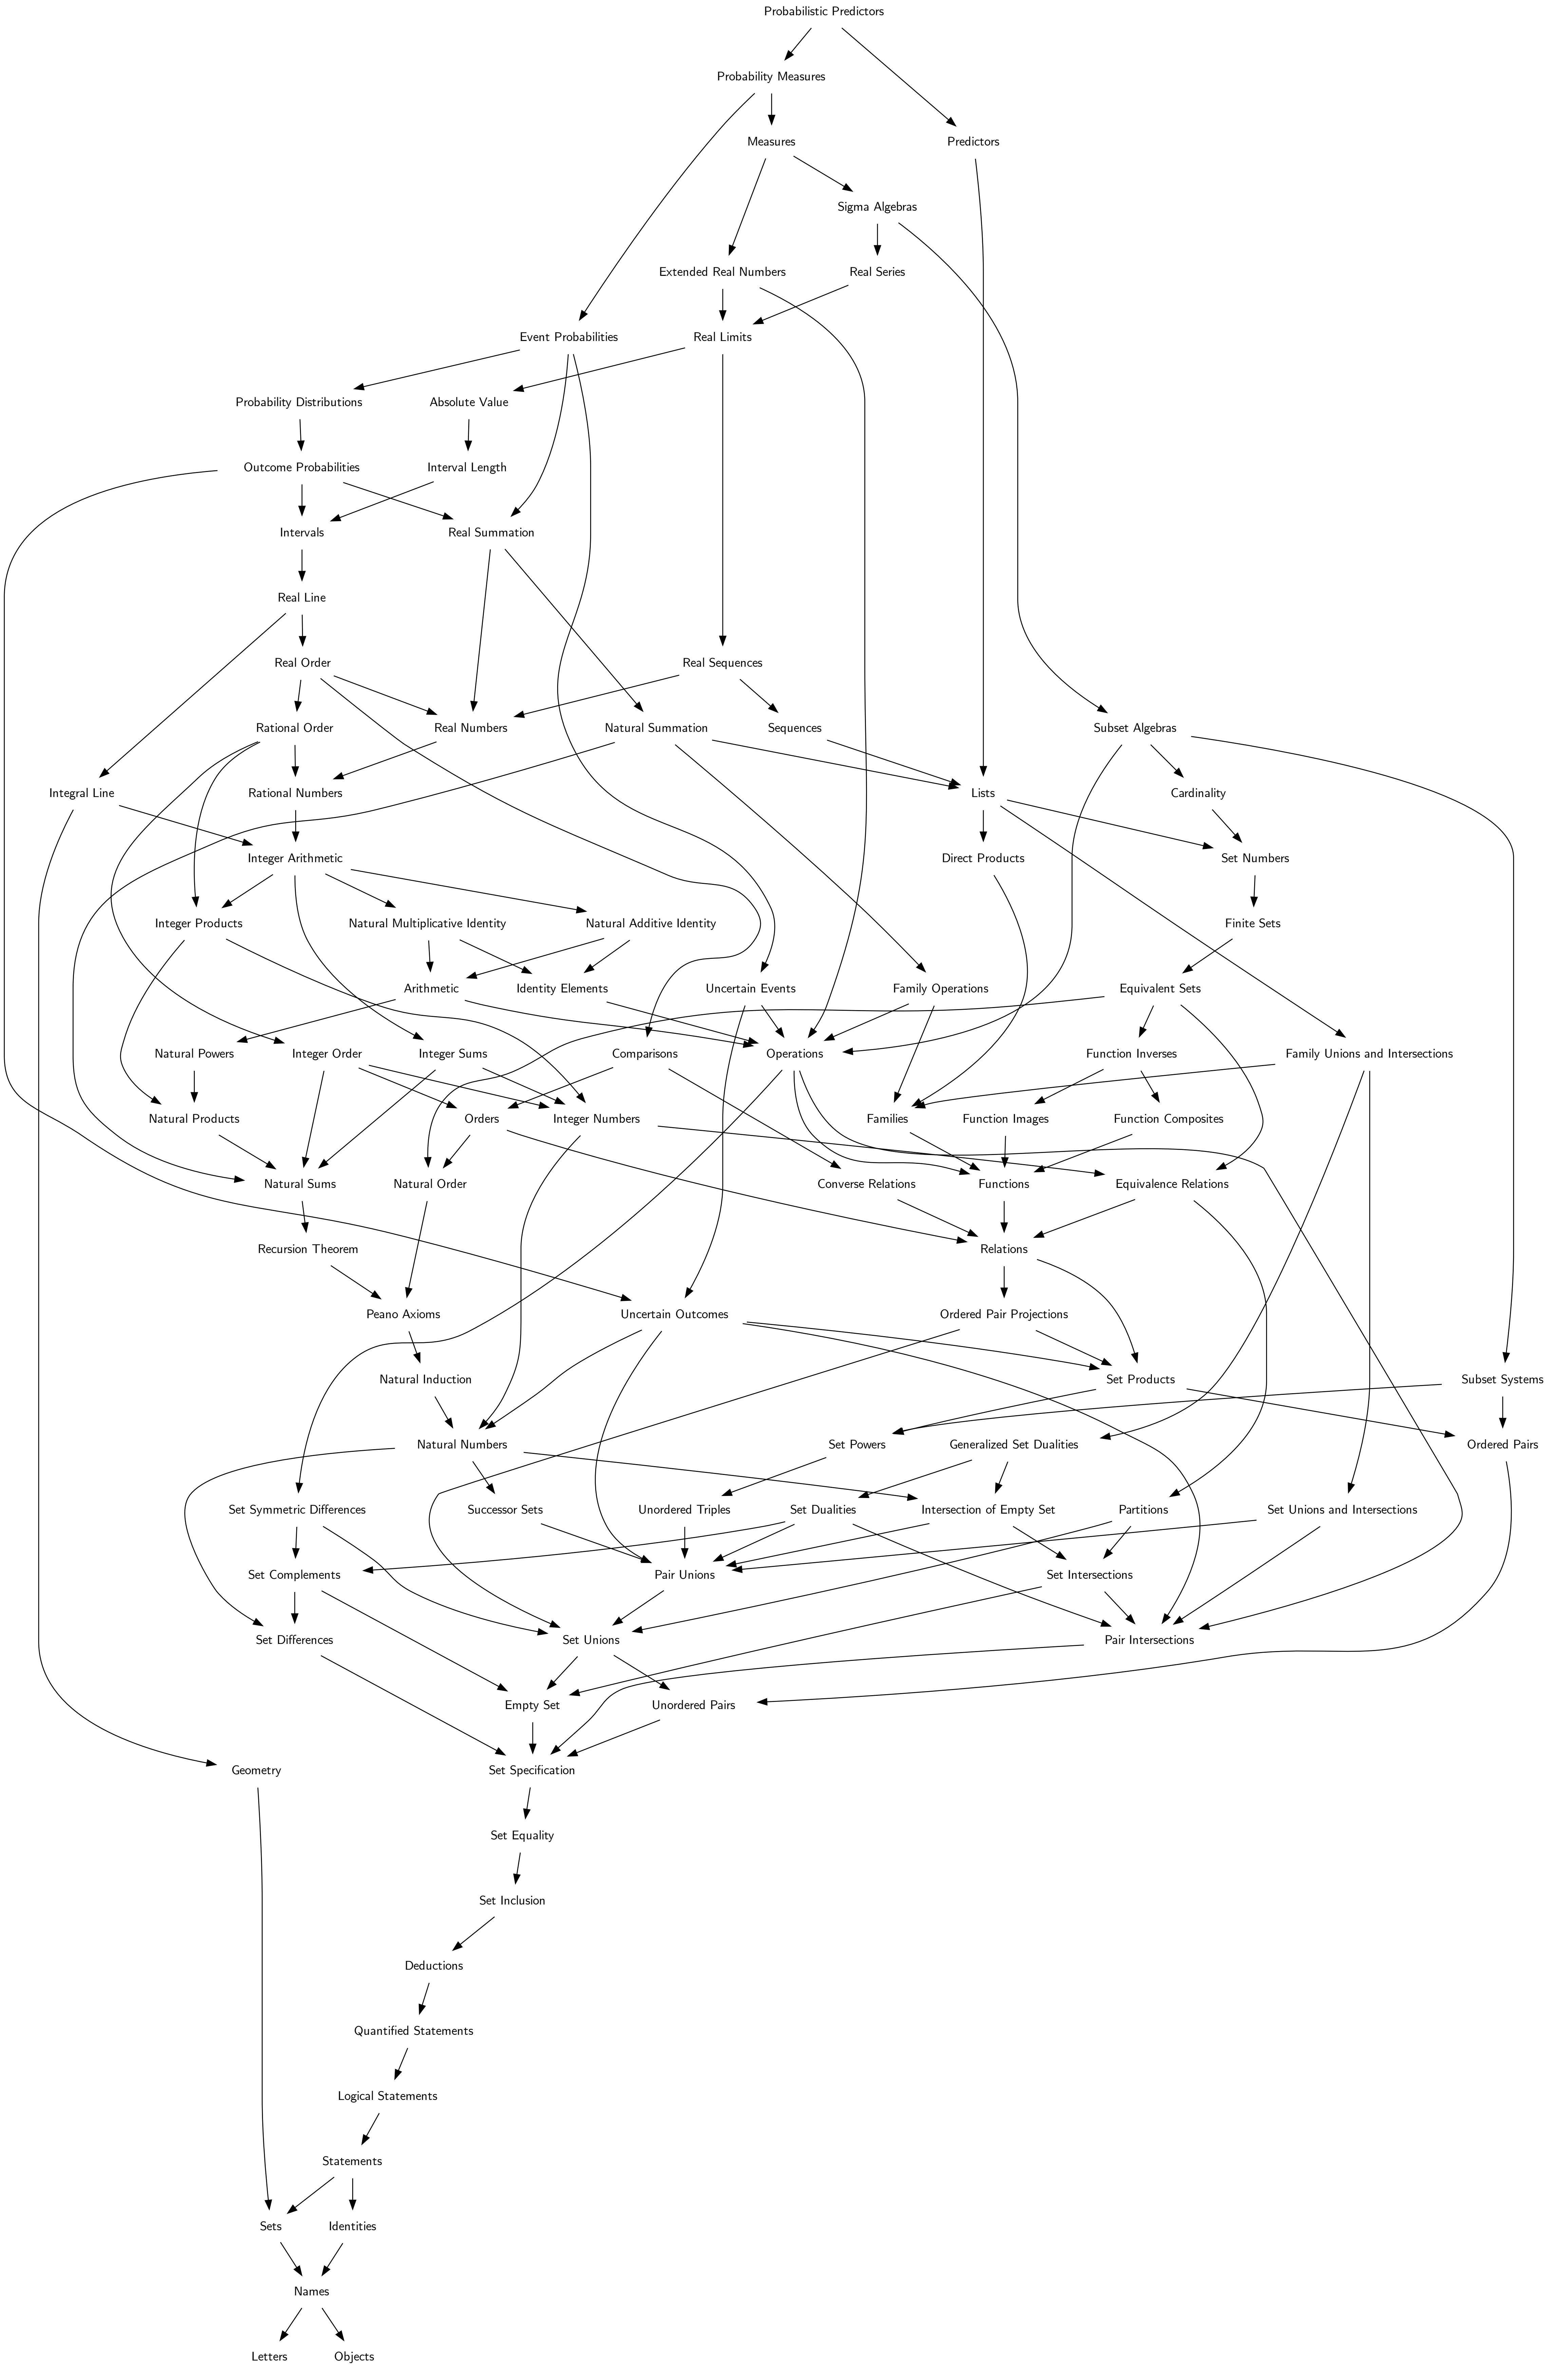 Probabilistic Predictors
Probability Measures
Measures
Predictors
Sigma Algebras
Extended Real Numbers
Real Series
Event Probabilities
Real Limits
Probability Distributions
Absolute Value
Outcome Probabilities
Interval Length
Intervals
Real Summation
Real Line
Real Order
Real Sequences
Rational Order
Real Numbers
Natural Summation
Sequences
Subset Algebras
Integral Line
Rational Numbers
Lists
Cardinality
Integer Arithmetic
Direct Products
Set Numbers
Integer Products
Natural Multiplicative Identity
Natural Additive Identity
Finite Sets
Arithmetic
Identity Elements
Uncertain Events
Family Operations
Equivalent Sets
Natural Powers
Integer Order
Integer Sums
Comparisons
Operations
Function Inverses
Family Unions and Intersections
Natural Products
Orders
Integer Numbers
Families
Function Images
Function Composites
Natural Sums
Natural Order
Converse Relations
Functions
Equivalence Relations
Recursion Theorem
Relations
Peano Axioms
Uncertain Outcomes
Ordered Pair Projections
Natural Induction
Set Products
Subset Systems
Natural Numbers
Set Powers
Generalized Set Dualities
Ordered Pairs
Set Symmetric Differences
Successor Sets
Unordered Triples
Set Dualities
Intersection of Empty Set
Partitions
Set Unions and Intersections
Set Complements
Pair Unions
Set Intersections
Set Differences
Set Unions
Pair Intersections
Empty Set
Unordered Pairs
Geometry
Set Specification
Set Equality
Set Inclusion
Deductions
Quantified Statements
Logical Statements
Statements
Sets
Identities
Names
Letters
Objects